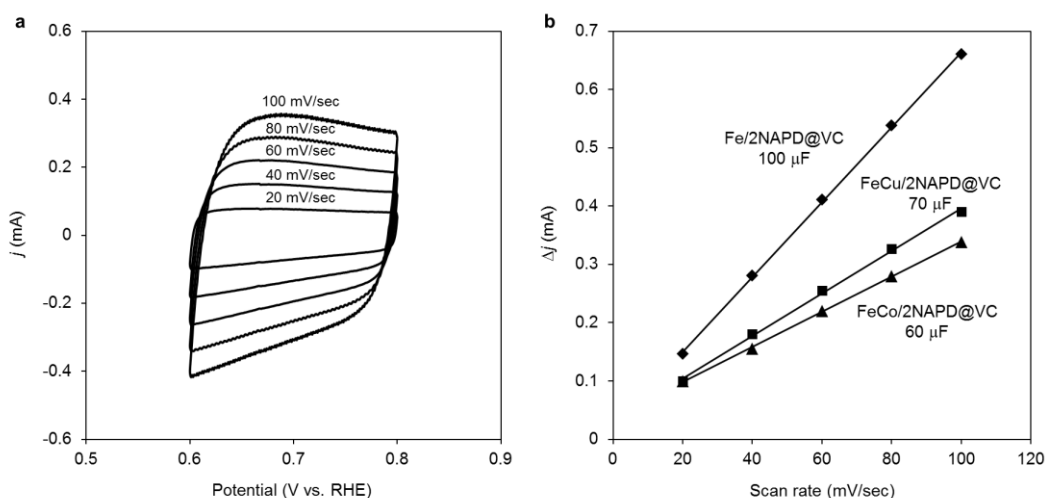 a
0.6
0.4
0.2
0
-0.2
-0.4
-0.6
j (mA)
100 mV/sec
80 mV/sec
60 mV/sec
40 mV/sec
20 mV/sec
0.5
0.6
0.7
0.8
0.9
Potential (V vs. RHE)
b
0.7
0.6
0.5
0.4
0.3
0.2
0.1
0
Δj (mA)
Fe/2NAPD@VC
100 µF
FeCu/2NAPD@VC
70 µF
FeCo/2NAPD@VC
60 µF
0
20
40
60
80
100
120
Scan rate (mV/sec)